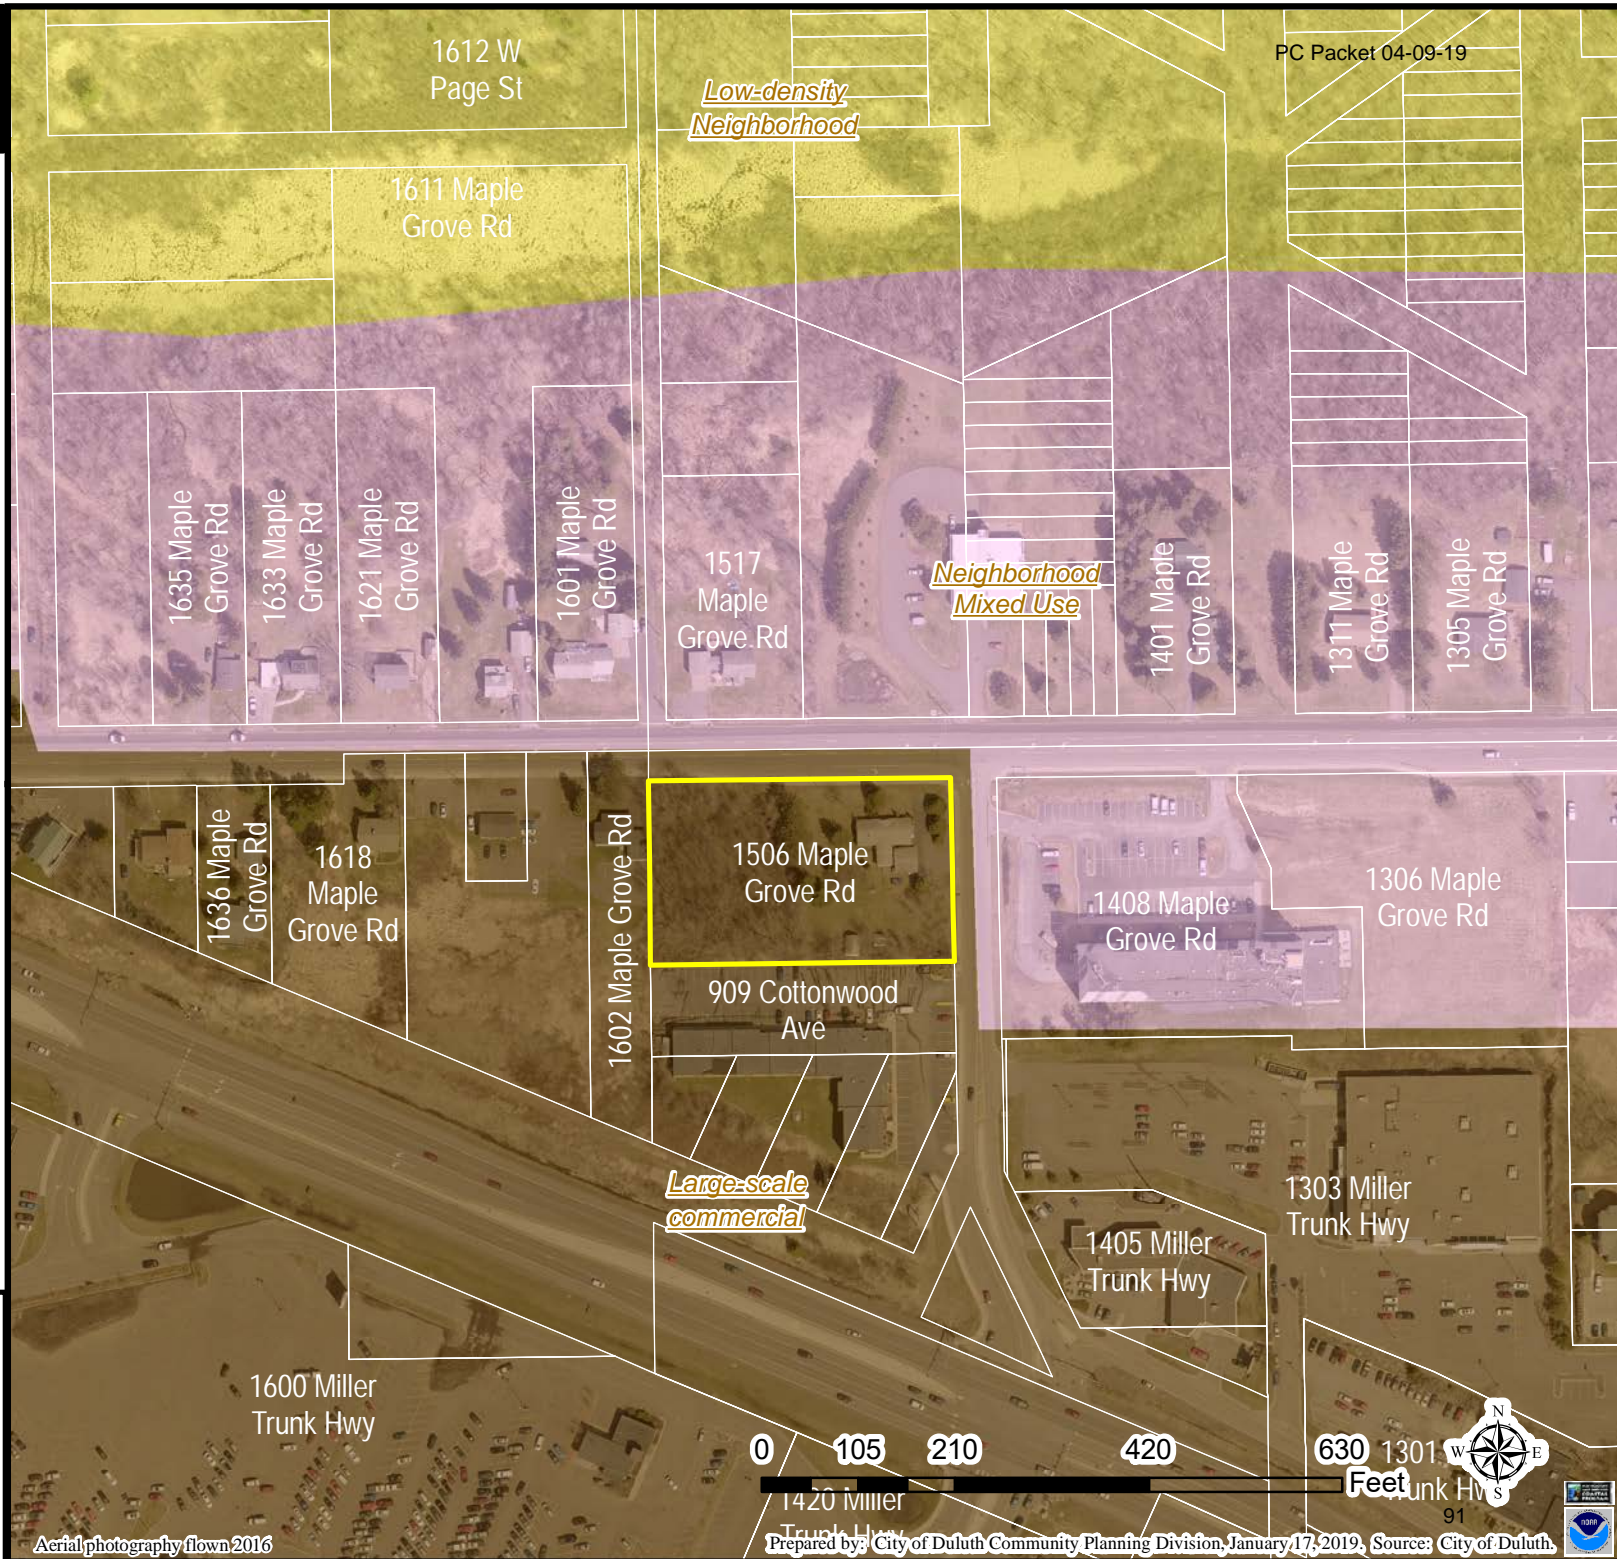 PC Packet 04-09-19
1612 W
Page St
Low-density
Neighborhood
1611 Maple
Grove Rd
1635 Maple
Grove Rd
1633 Maple
Grove Rd
1621 Maple
Grove Rd
1601 Maple
Grove Rd
1517
Maple
Grove Rd
Neighborhood
Mixed Use
1401 Maple
Grove Rd
1311 Maple
Grove Rd
1305 Maple
Grove Rd
1636 Maple
Grove Rd
1618
Maple
Grove Rd
1602 Maple Grove Rd
1506 Maple
Grove Rd
1408 Maple
Grove Rd
1306 Maple
Grove Rd
909 Cottonwood
Ave
Large-scale
commercial
1303 Miller
Trunk Hwy
1405 Miller
Trunk Hwy
1600 Miller
Trunk Hwy
0 105 210 420 630
Feet
1301
Trunk Hw
N
W E
S
1420 Miller
Trunk Hwy
91
NOAA
Aerial photography flown 2016
Prepared by: City of Duluth Community Planning Division, January 17, 2019. Source: City of Duluth.